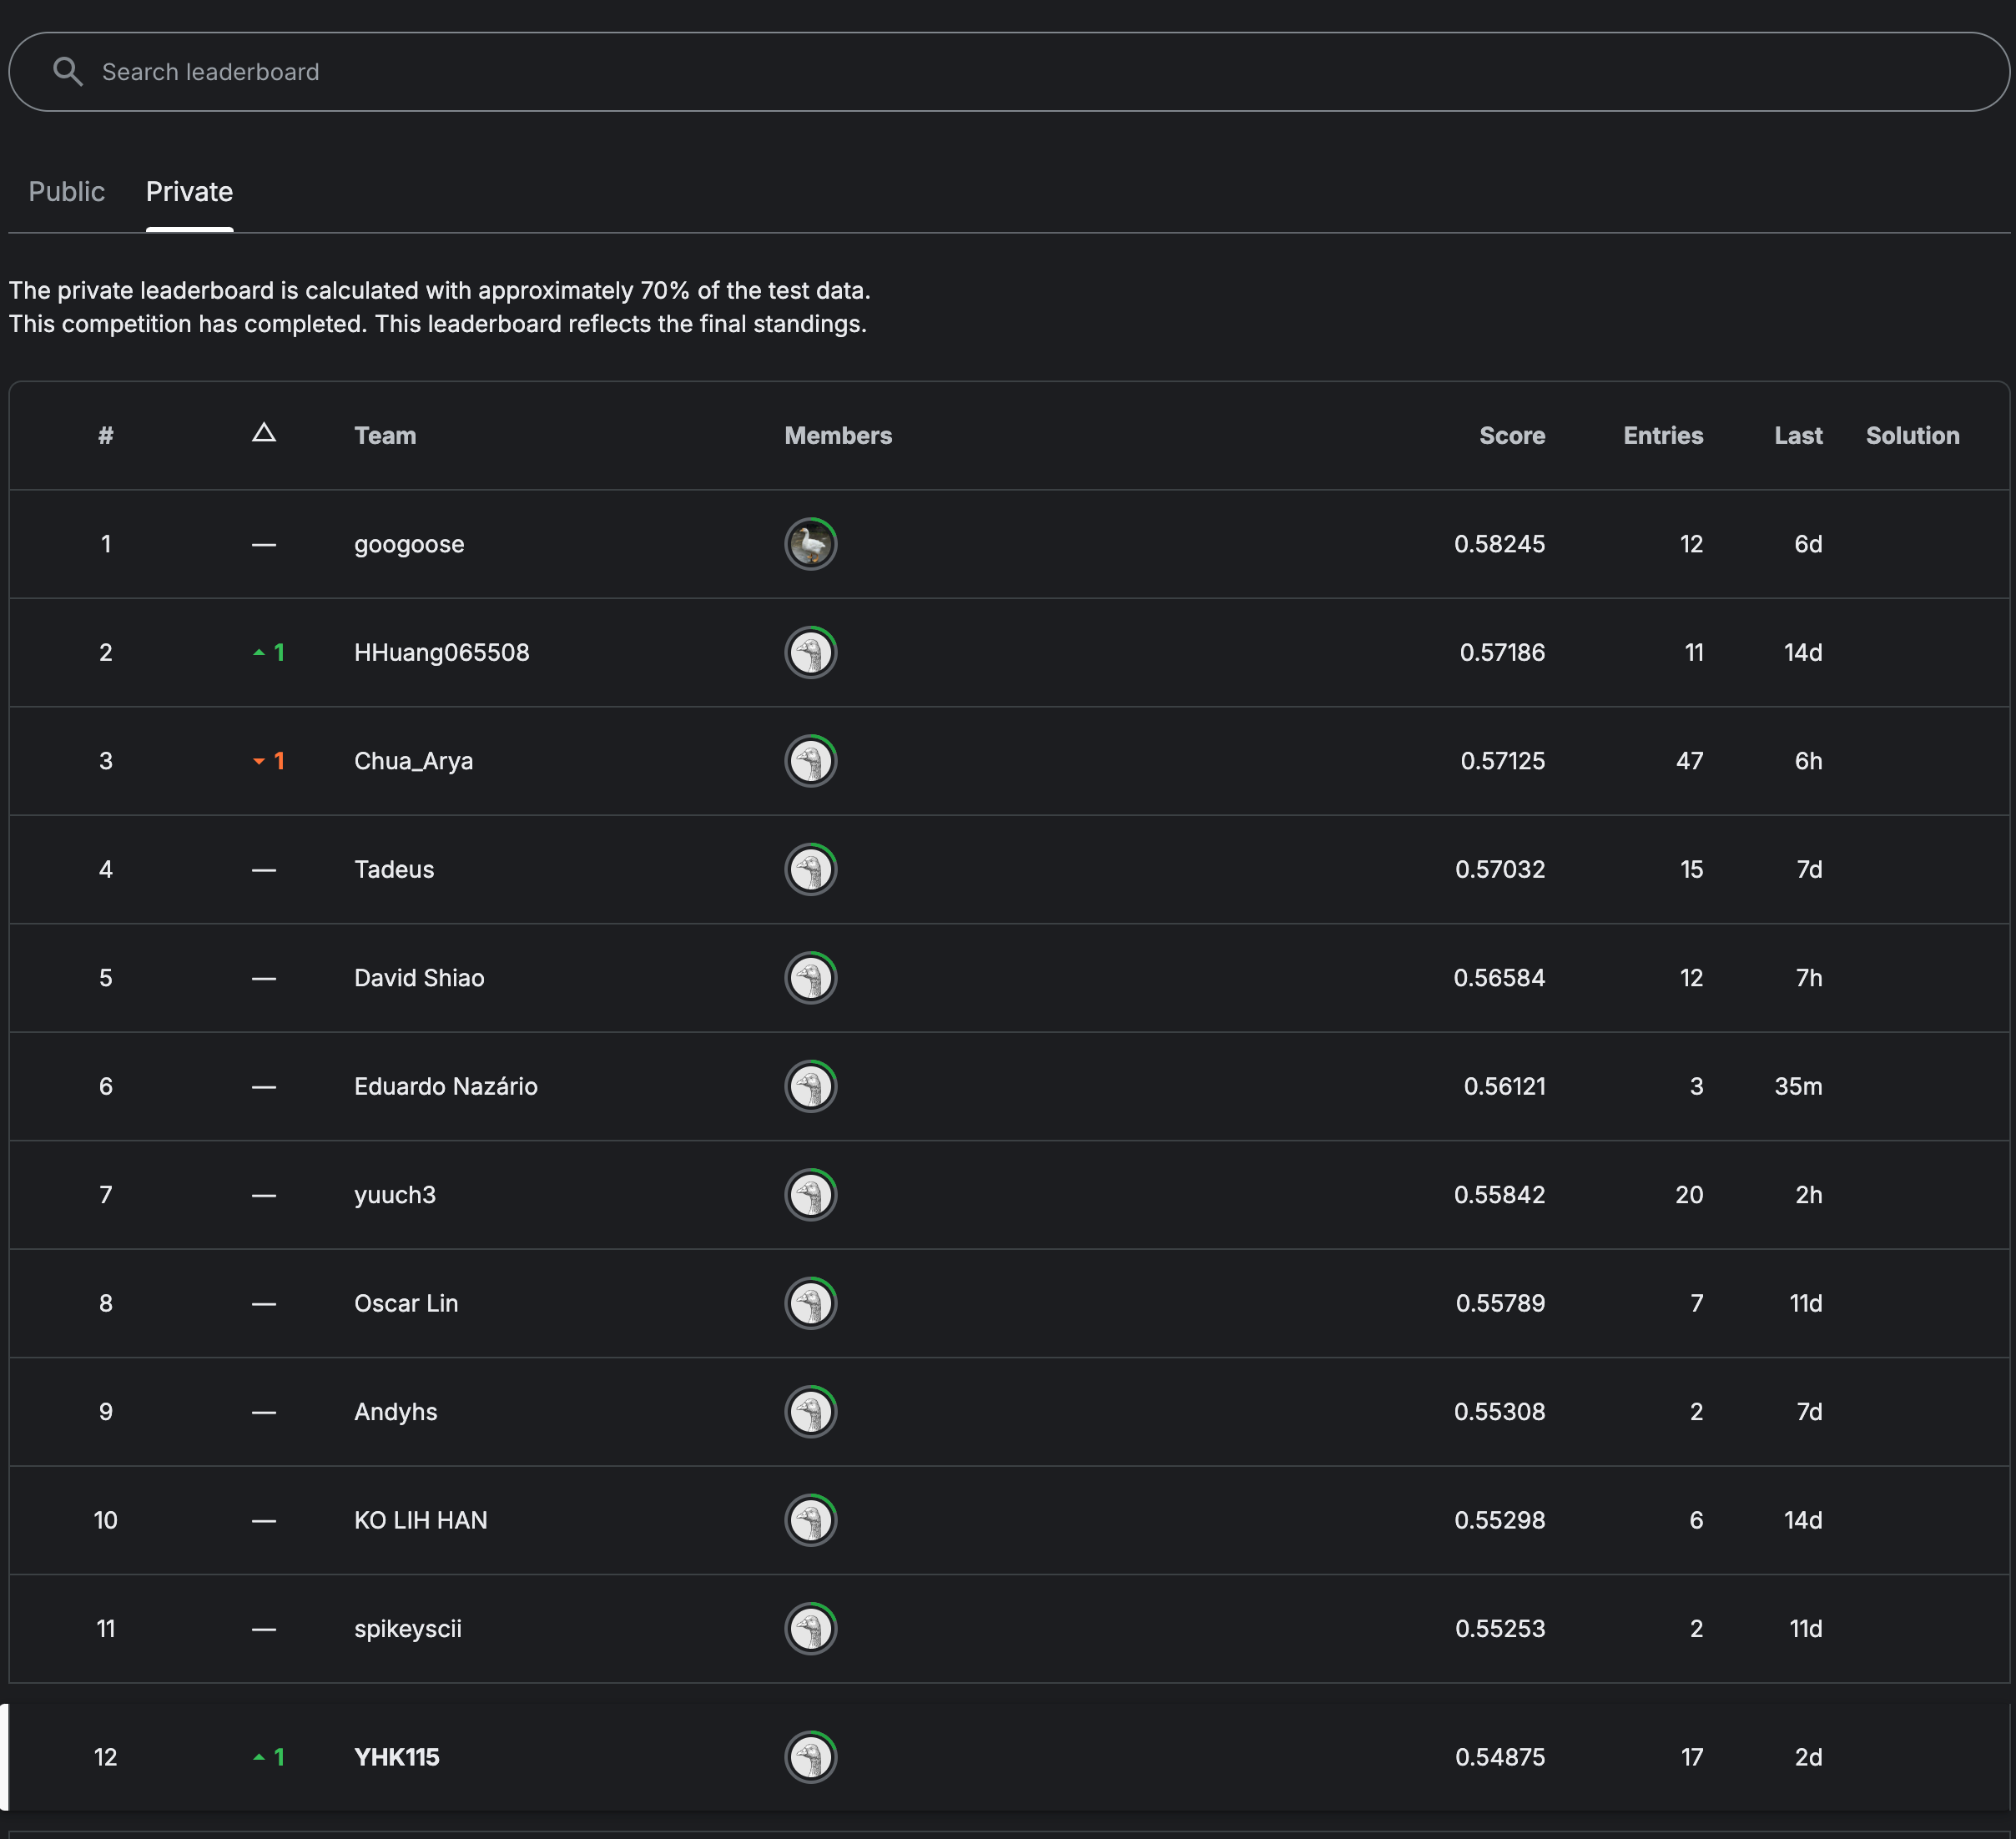 Search leaderboard
Public Private
The private leaderboard is calculated with approximately 70% of the test data.
This competition has completed. This leaderboard reflects the final standings.
# △ Team Members Score Entries Last Solution
1 — googoose 0.58245 12 6d
2 1 HHuang065508 0.57186 11 14d
3 1 Chua_Arya 0.57125 47 6h
4 — Tadeus 0.57032 15 7d
5 — David Shiao 0.56584 12 7h
6 — Eduardo Nazário 0.56121 3 35m
7 — yuuch3 0.55842 20 2h
8 — Oscar Lin 0.55789 7 11d
9 — Andyhs 0.55308 2 7d
10 — KO LIH HAN 0.55298 6 14d
11 — spikeyscii 0.55253 2 11d
12 1 YHK115 0.54875 17 2d